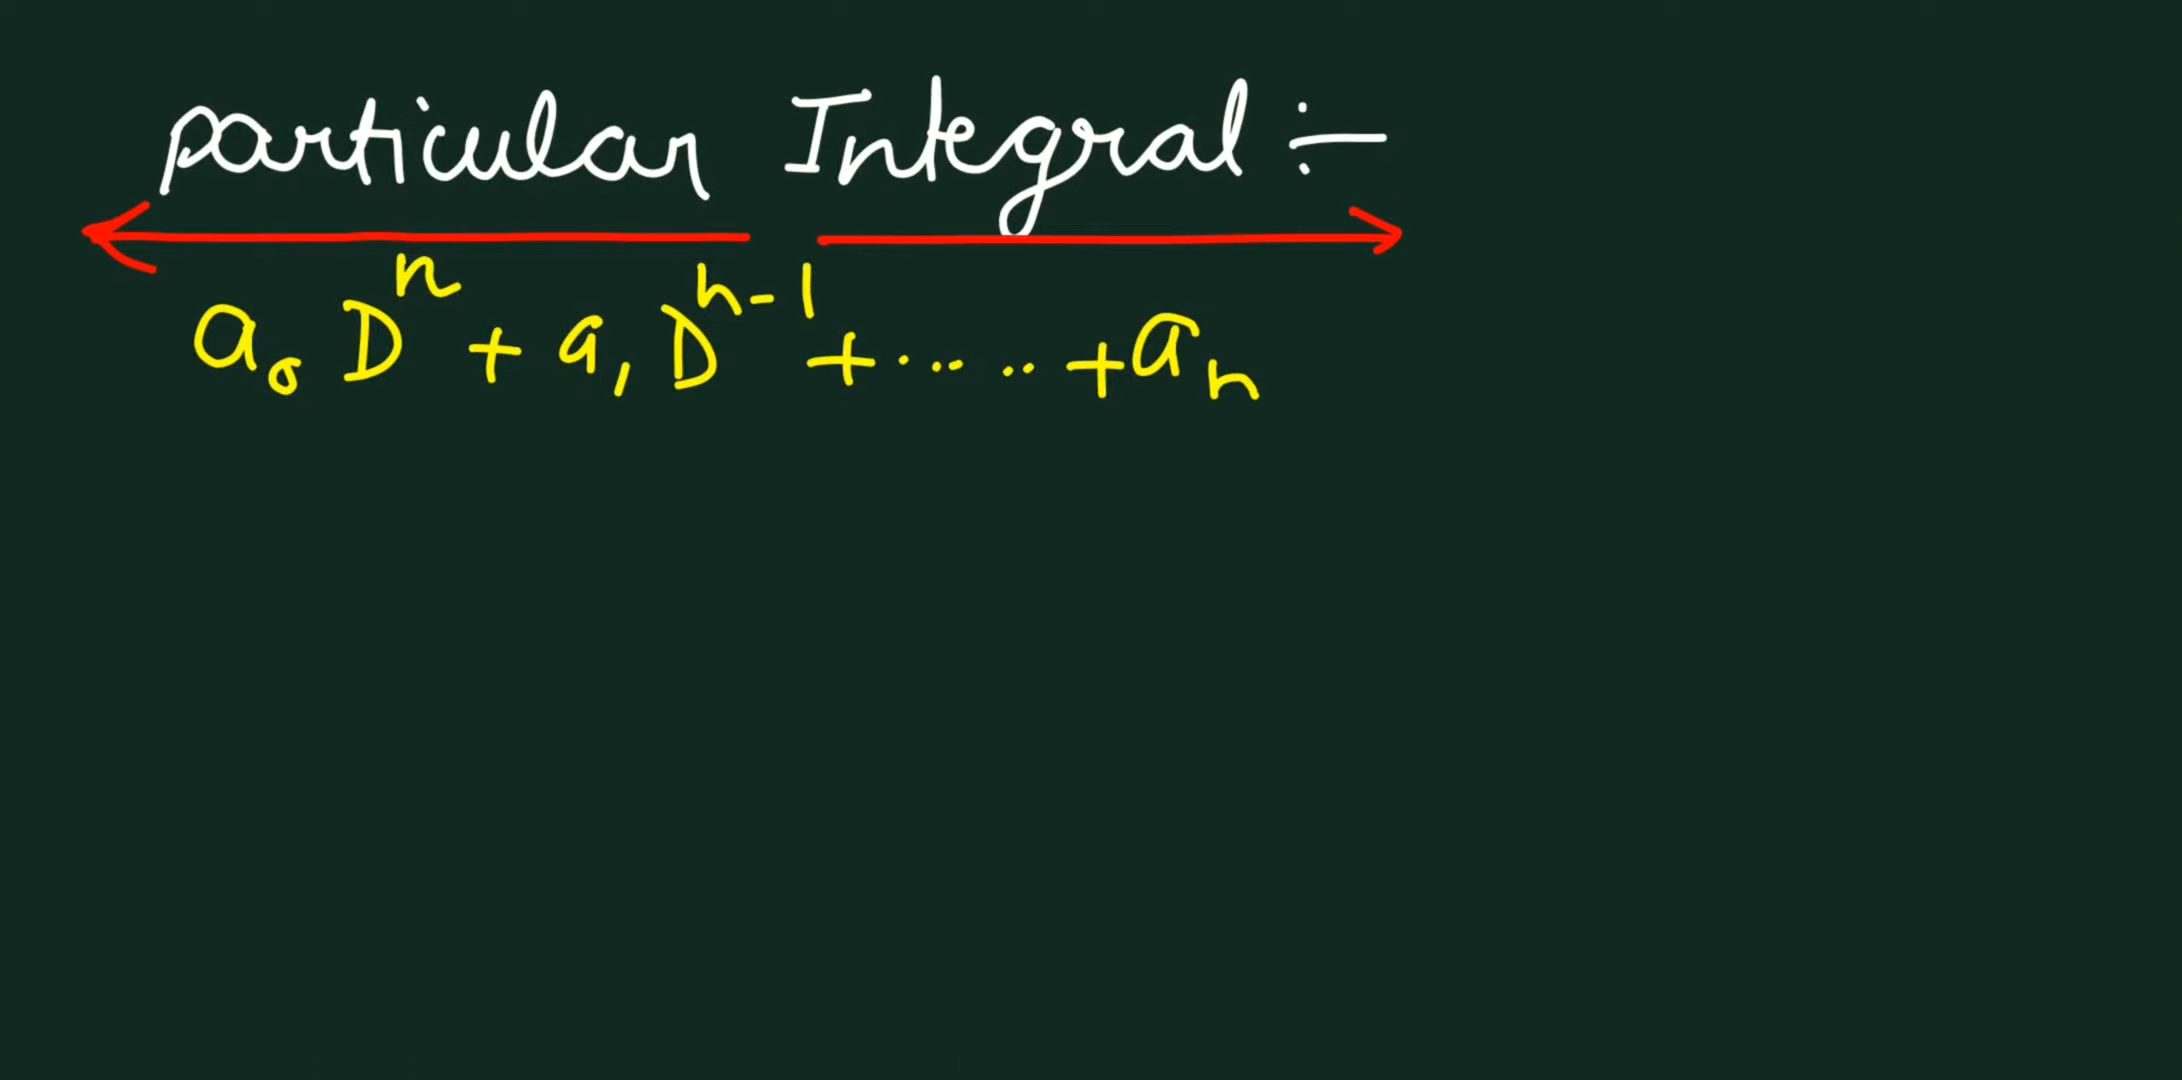 particular Integral :-
a₀ Dⁿ + a₁ Dⁿ⁻¹ + ..... + aₙ